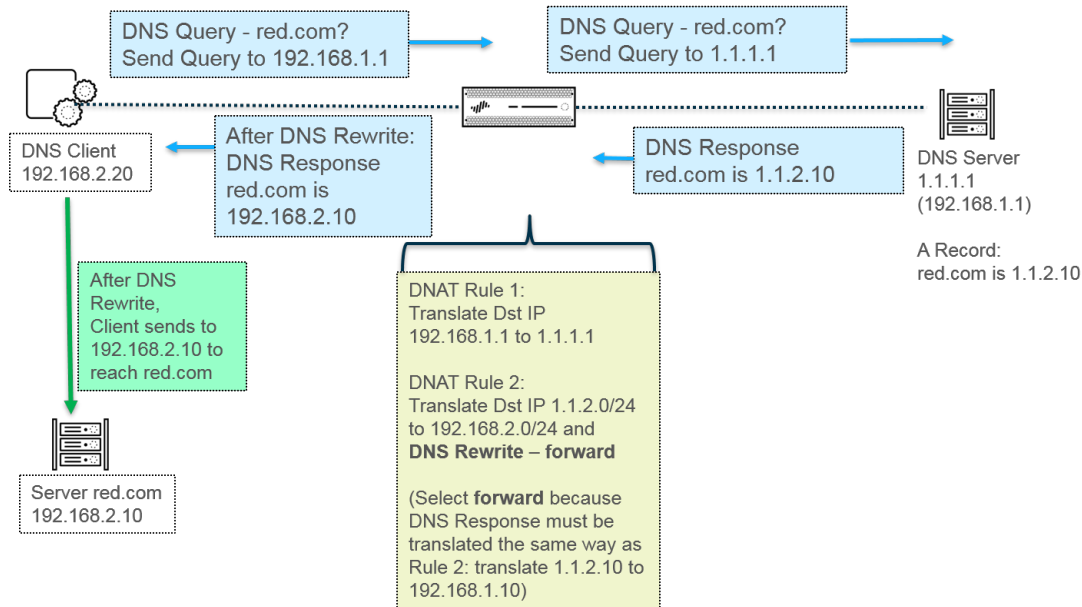 DNS Query - red.com?
Send Query to 192.168.1.1
DNS Query - red.com?
Send Query to 1.1.1.1
DNS Client
192.168.2.20
After DNS Rewrite:
DNS Response
red.com is
192.168.2.10
DNS Response
red.com is 1.1.2.10
DNS Server
1.1.1.1
(192.168.1.1)
A Record:
red.com is 1.1.2.10
After DNS
Rewrite,
Client sends to
192.168.2.10 to
reach red.com
DNAT Rule 1:
Translate Dst IP
192.168.1.1 to 1.1.1.1
DNAT Rule 2:
Translate Dst IP 1.1.2.0/24
to 192.168.2.0/24 and
DNS Rewrite – forward
(Select forward because
DNS Response must be
translated the same way as
Rule 2: translate 1.1.2.10 to
192.168.1.10)
Server red.com
192.168.2.10